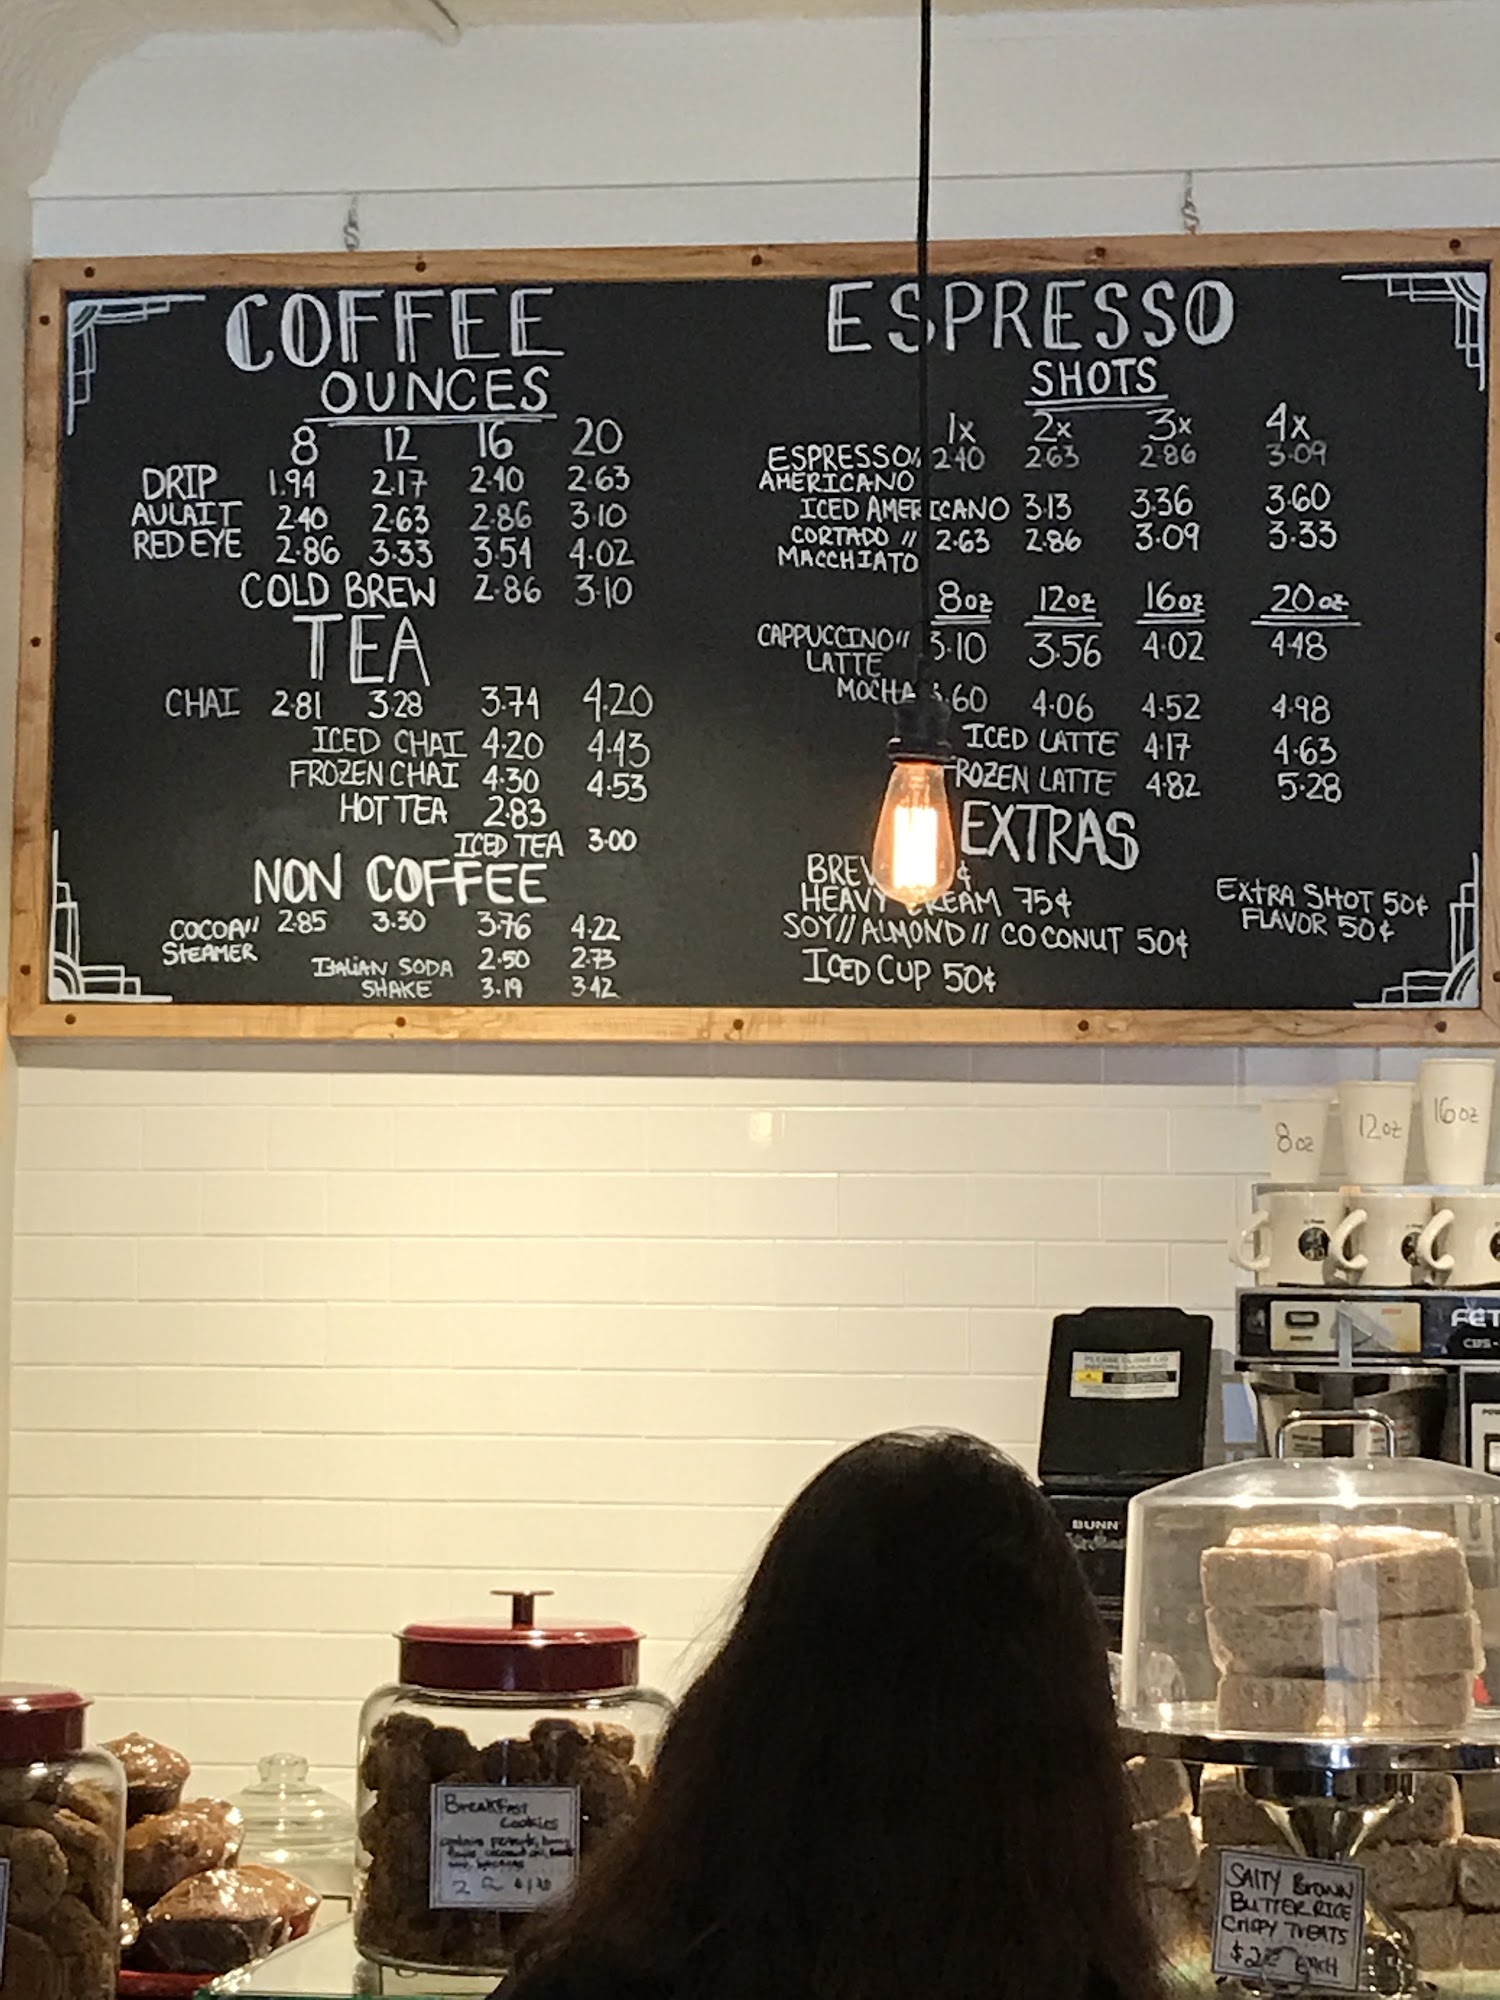 COFFEE
OUNCES
8 12 16 20
DRIP 1.94 2.17 2.40 2.63
AULAIT 2.40 2.63 2.86 3.10
RED EYE 2.86 3.33 3.54 4.02
COLD BREW 2.86 3.10
TEA
CHAI 2.81 3.28 3.74 4.20
ICED CHAI 4.20 4.43
FROZEN CHAI 4.30 4.53
HOT TEA 2.83
ICED TEA 3.00
NON COFFEE
COCOA// 2.85 3.30 3.76 4.22
STEAMER
ITALIAN SODA 2.50 2.73
SHAKE 3.19 3.42
ESPRESSO
SHOTS
1x 2x 3x 4x
ESPRESSO// 2.40 2.63 2.86 3.09
AMERICANO
ICED AMERICANO 3.13 3.36 3.60
CORTADO // 2.63 2.86 3.09 3.33
MACCHIATO
8oz 12oz 16oz 20oz
CAPPUCCINO// 3.10 3.56 4.02 4.48
LATTE
MOCHA .60 4.06 4.52 4.98
ICED LATTE 4.17 4.63
FROZEN LATTE 4.82 5.28
EXTRAS
¢
HEAVY CREAM 75¢
SOY// ALMOND // COCONUT 50¢
ICED CUP 50¢
EXTRA SHOT 50¢
FLAVOR 50¢
8oz 12oz 16oz
FET
PLEASE CLOSE LID
BEFORE GRINDING
BUNN
Breakfast
Cookies
SALTY BROWN
BUTTER RICE
CRISPY TREATS
EACH